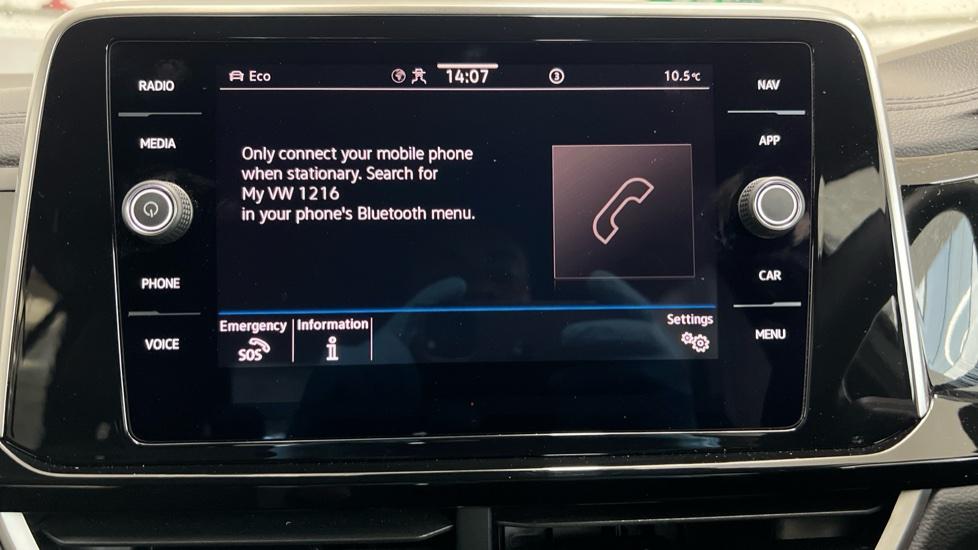 RADIO
MEDIA
PHONE
VOICE
Eco 14:07 3 10.5°C
Only connect your mobile phone
when stationary. Search for
My VW 1216
in your phone's Bluetooth menu.
Emergency Information Settings
SOS
NAV
APP
CAR
MENU